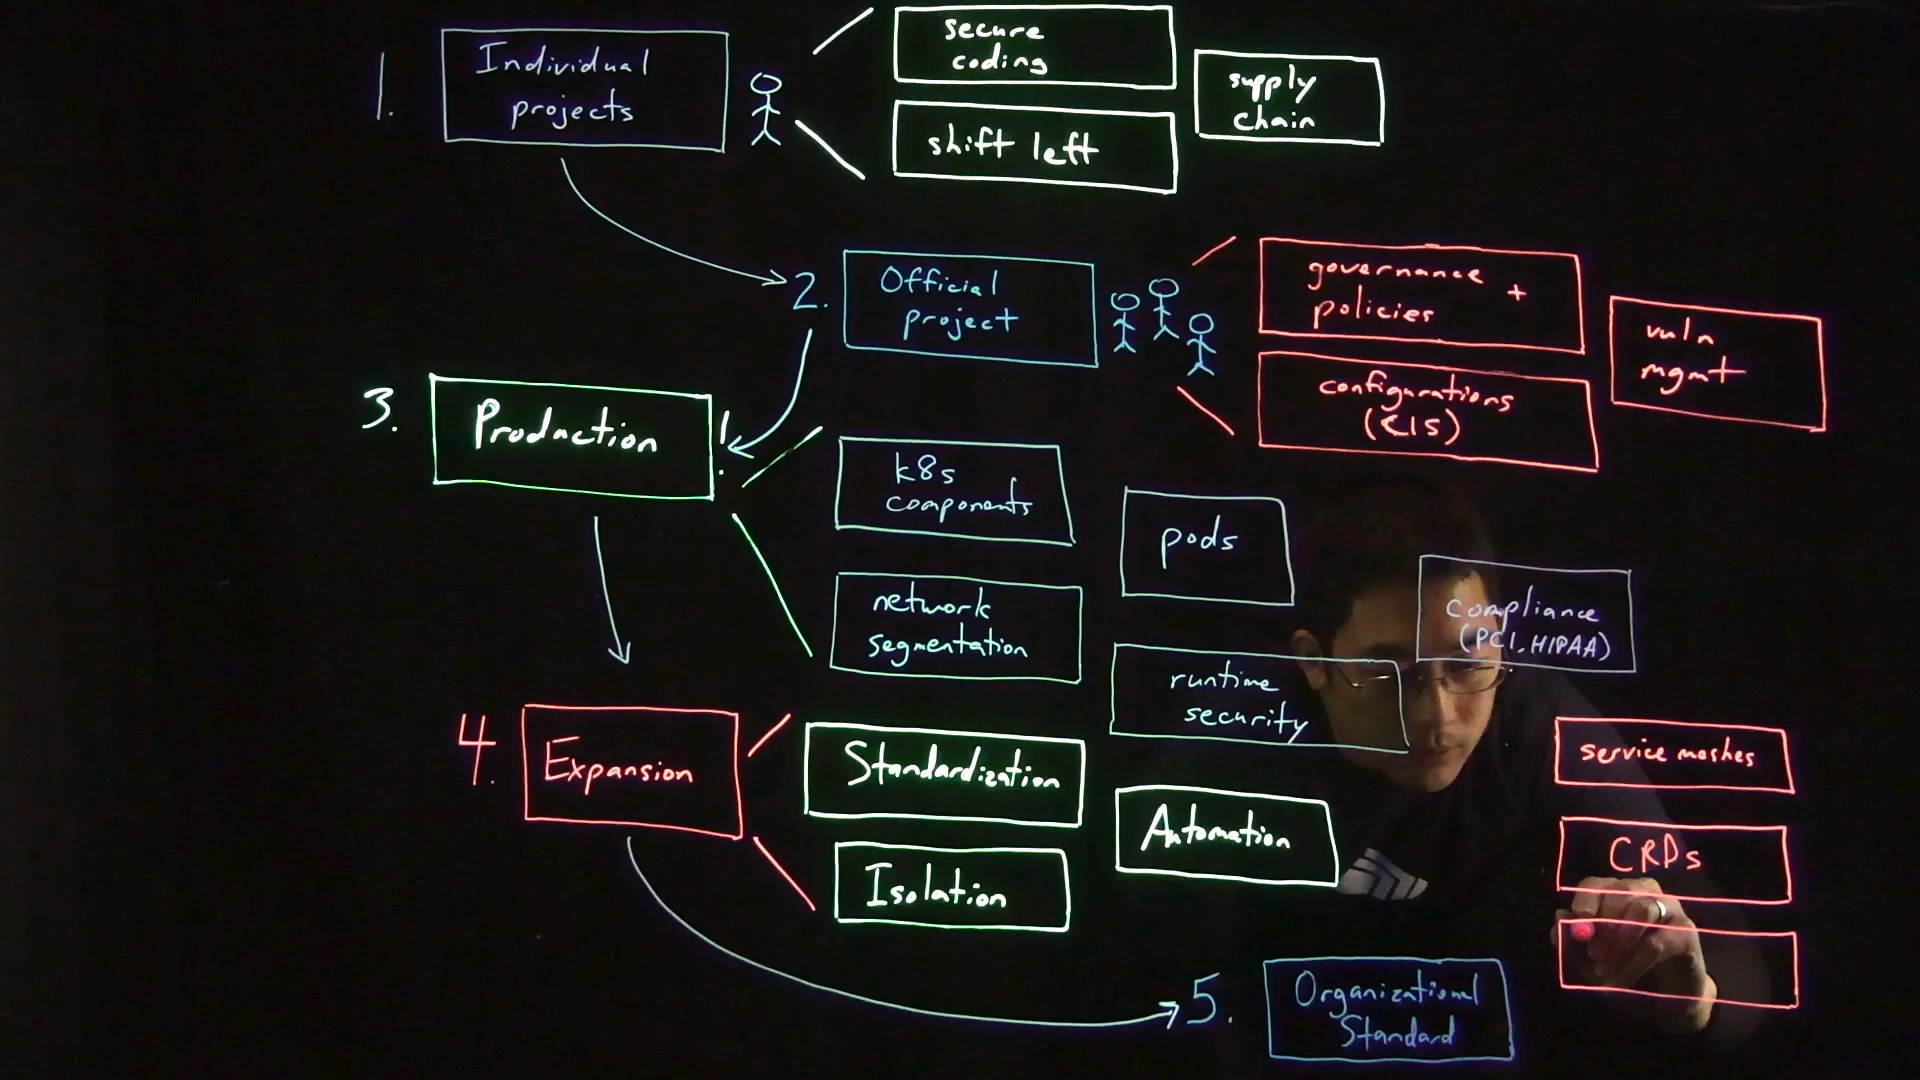 1.
Individual
projects
secure
coding
shift left
supply
chain
2.
Official
project
governance +
policies
configurations
(CIS)
vuln
mgmt
3.
Production
!
k8s
components
network
segmentation
pods
runtime
security
compliance
(PCI, HIPAA)
4.
Expansion
Standardization
Isolation
Automation
service meshes
CRDs
5.
Organizational
Standard